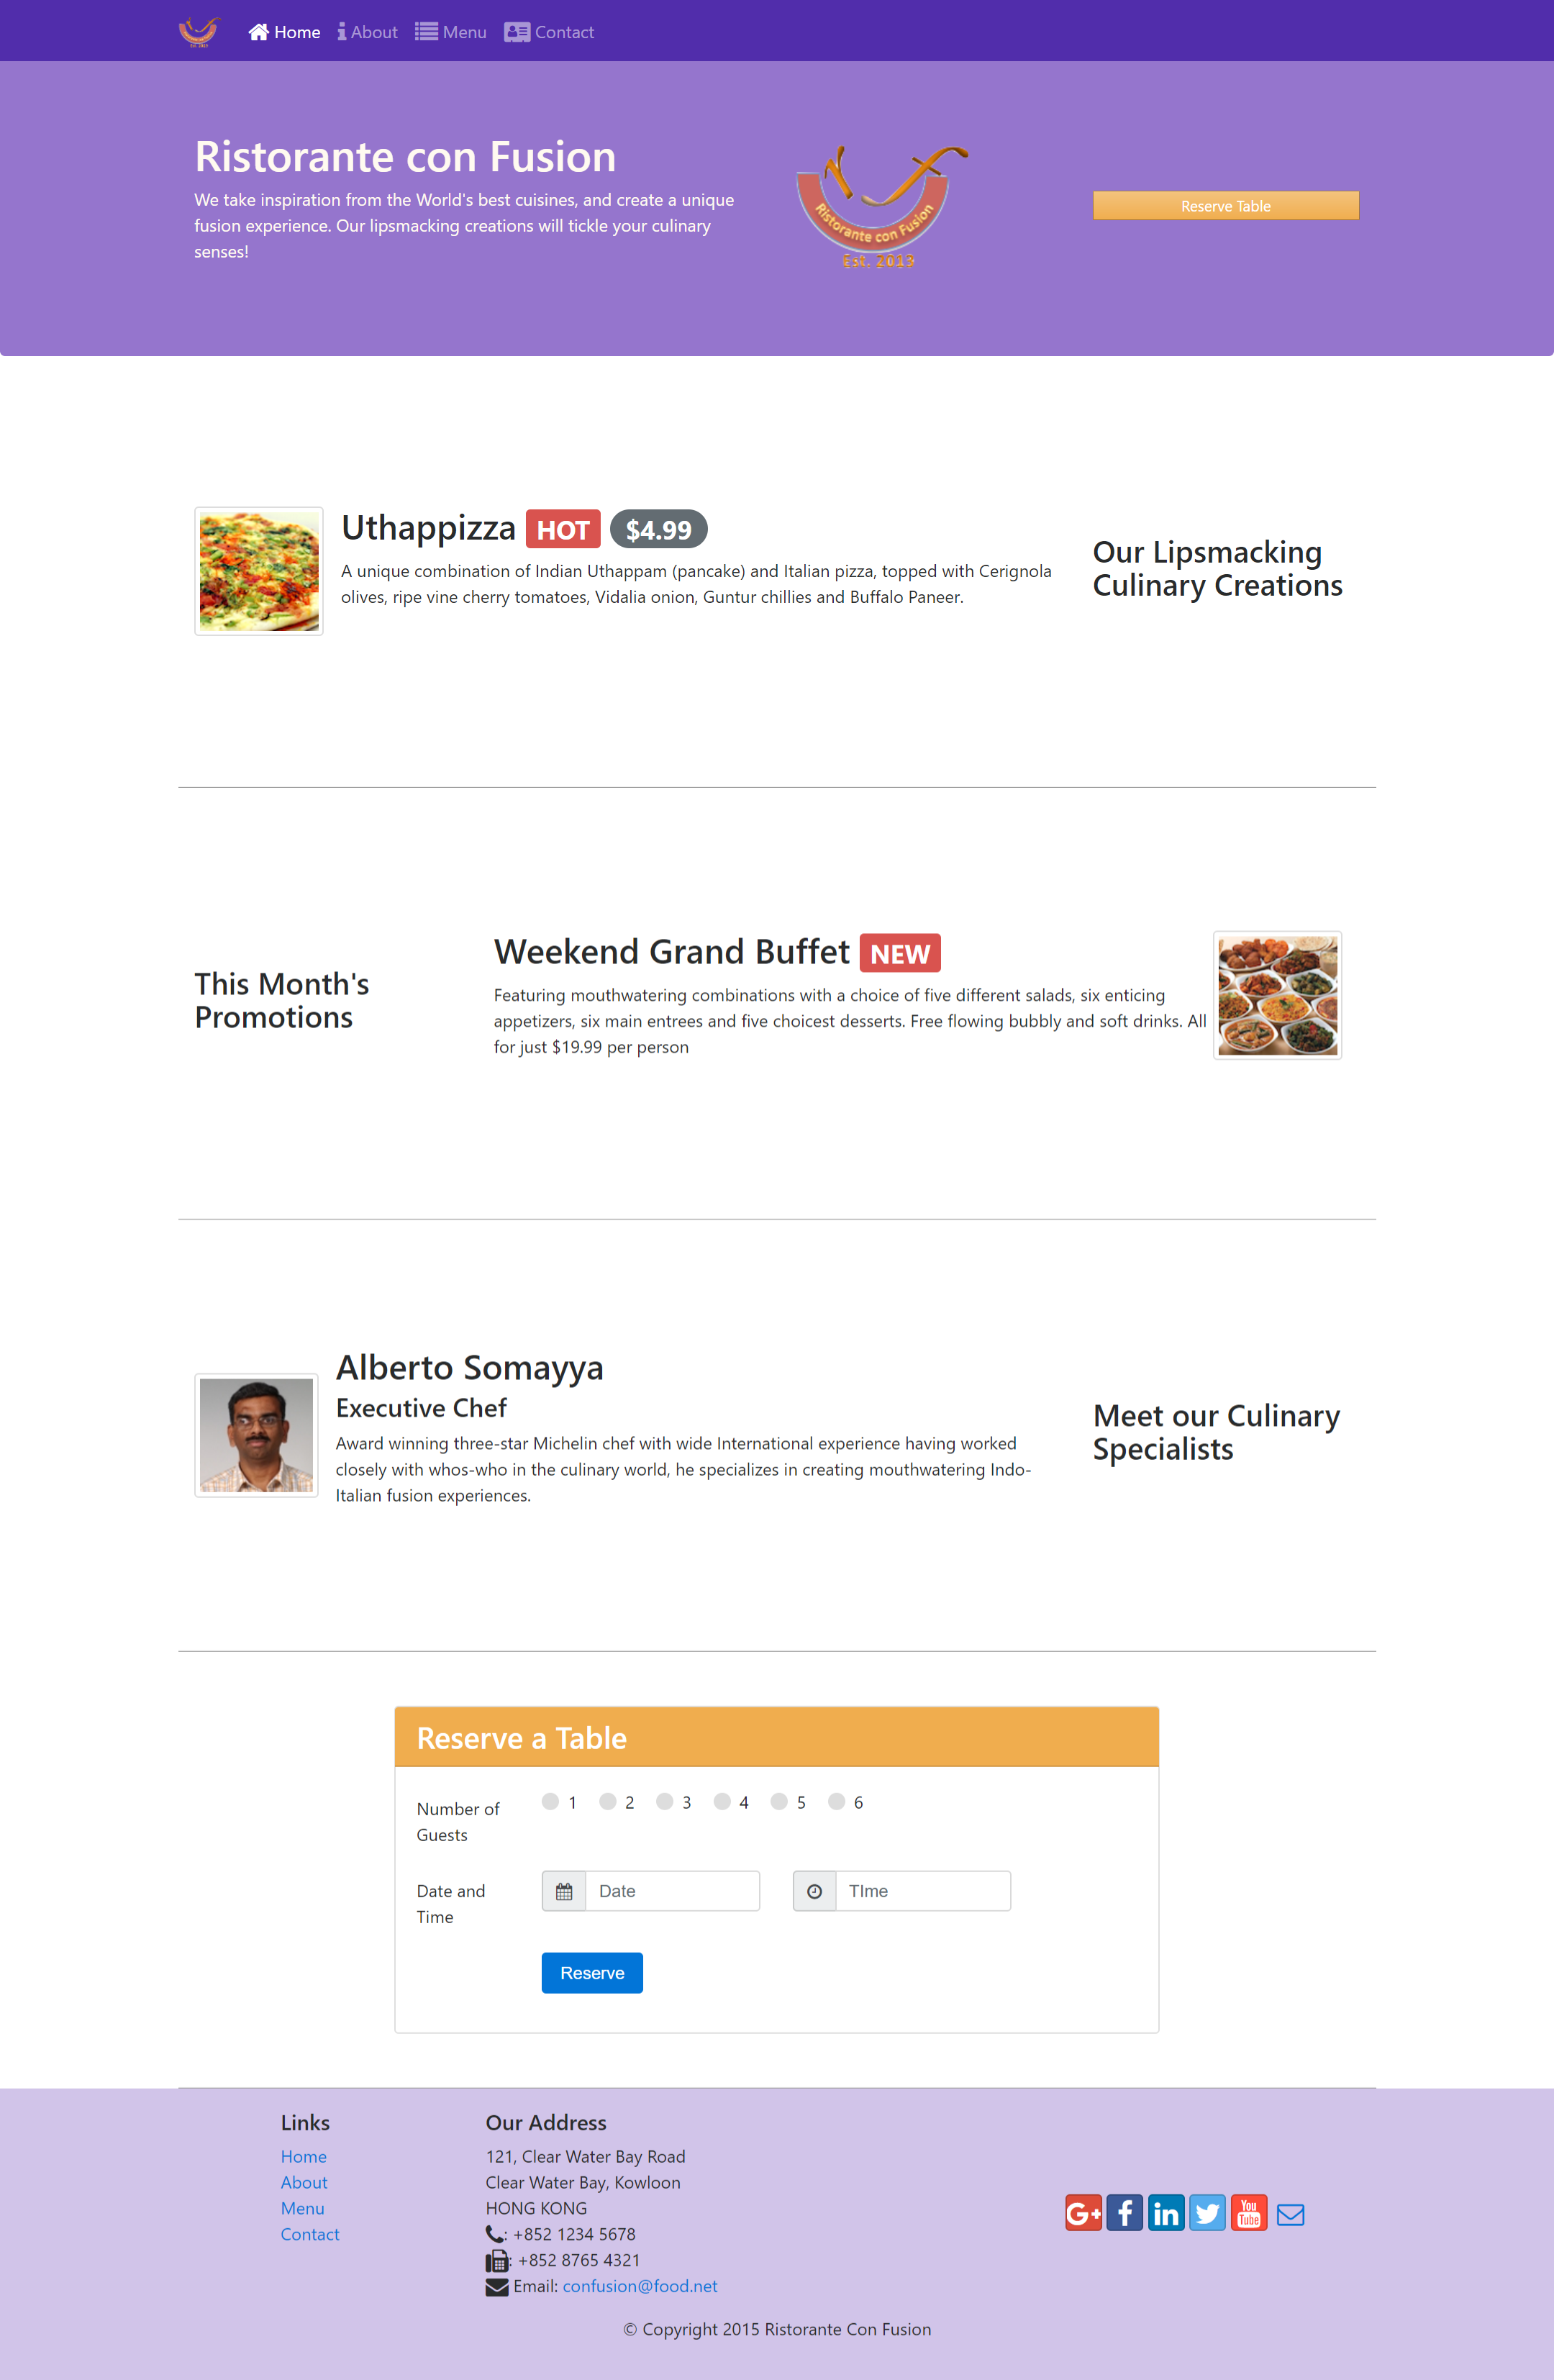 Home About Menu Contact
Ristorante con Fusion
We take inspiration from the World's best cuisines, and create a unique
fusion experience. Our lipsmacking creations will tickle your culinary
senses!
Ristorante con Fusion
Est. 2013
Reserve Table
Uthappizza HOT $4.99
A unique combination of Indian Uthappam (pancake) and Italian pizza, topped with Cerignola
olives, ripe vine cherry tomatoes, Vidalia onion, Guntur chillies and Buffalo Paneer.
Our Lipsmacking
Culinary Creations
This Month's
Promotions
Weekend Grand Buffet NEW
Featuring mouthwatering combinations with a choice of five different salads, six enticing
appetizers, six main entrees and five choicest desserts. Free flowing bubbly and soft drinks. All
for just $19.99 per person
Alberto Somayya
Executive Chef
Award winning three-star Michelin chef with wide International experience having worked
closely with whos-who in the culinary world, he specializes in creating mouthwatering Indo-
Italian fusion experiences.
Meet our Culinary
Specialists
Reserve a Table
Number of
Guests
1 2 3 4 5 6
Date and
Time
Date
TIme
Reserve
Links
Home
About
Menu
Contact
Our Address
121, Clear Water Bay Road
Clear Water Bay, Kowloon
HONG KONG
: +852 1234 5678
: +852 8765 4321
Email: confusion@food.net
G+ f in You
Tube
© Copyright 2015 Ristorante Con Fusion